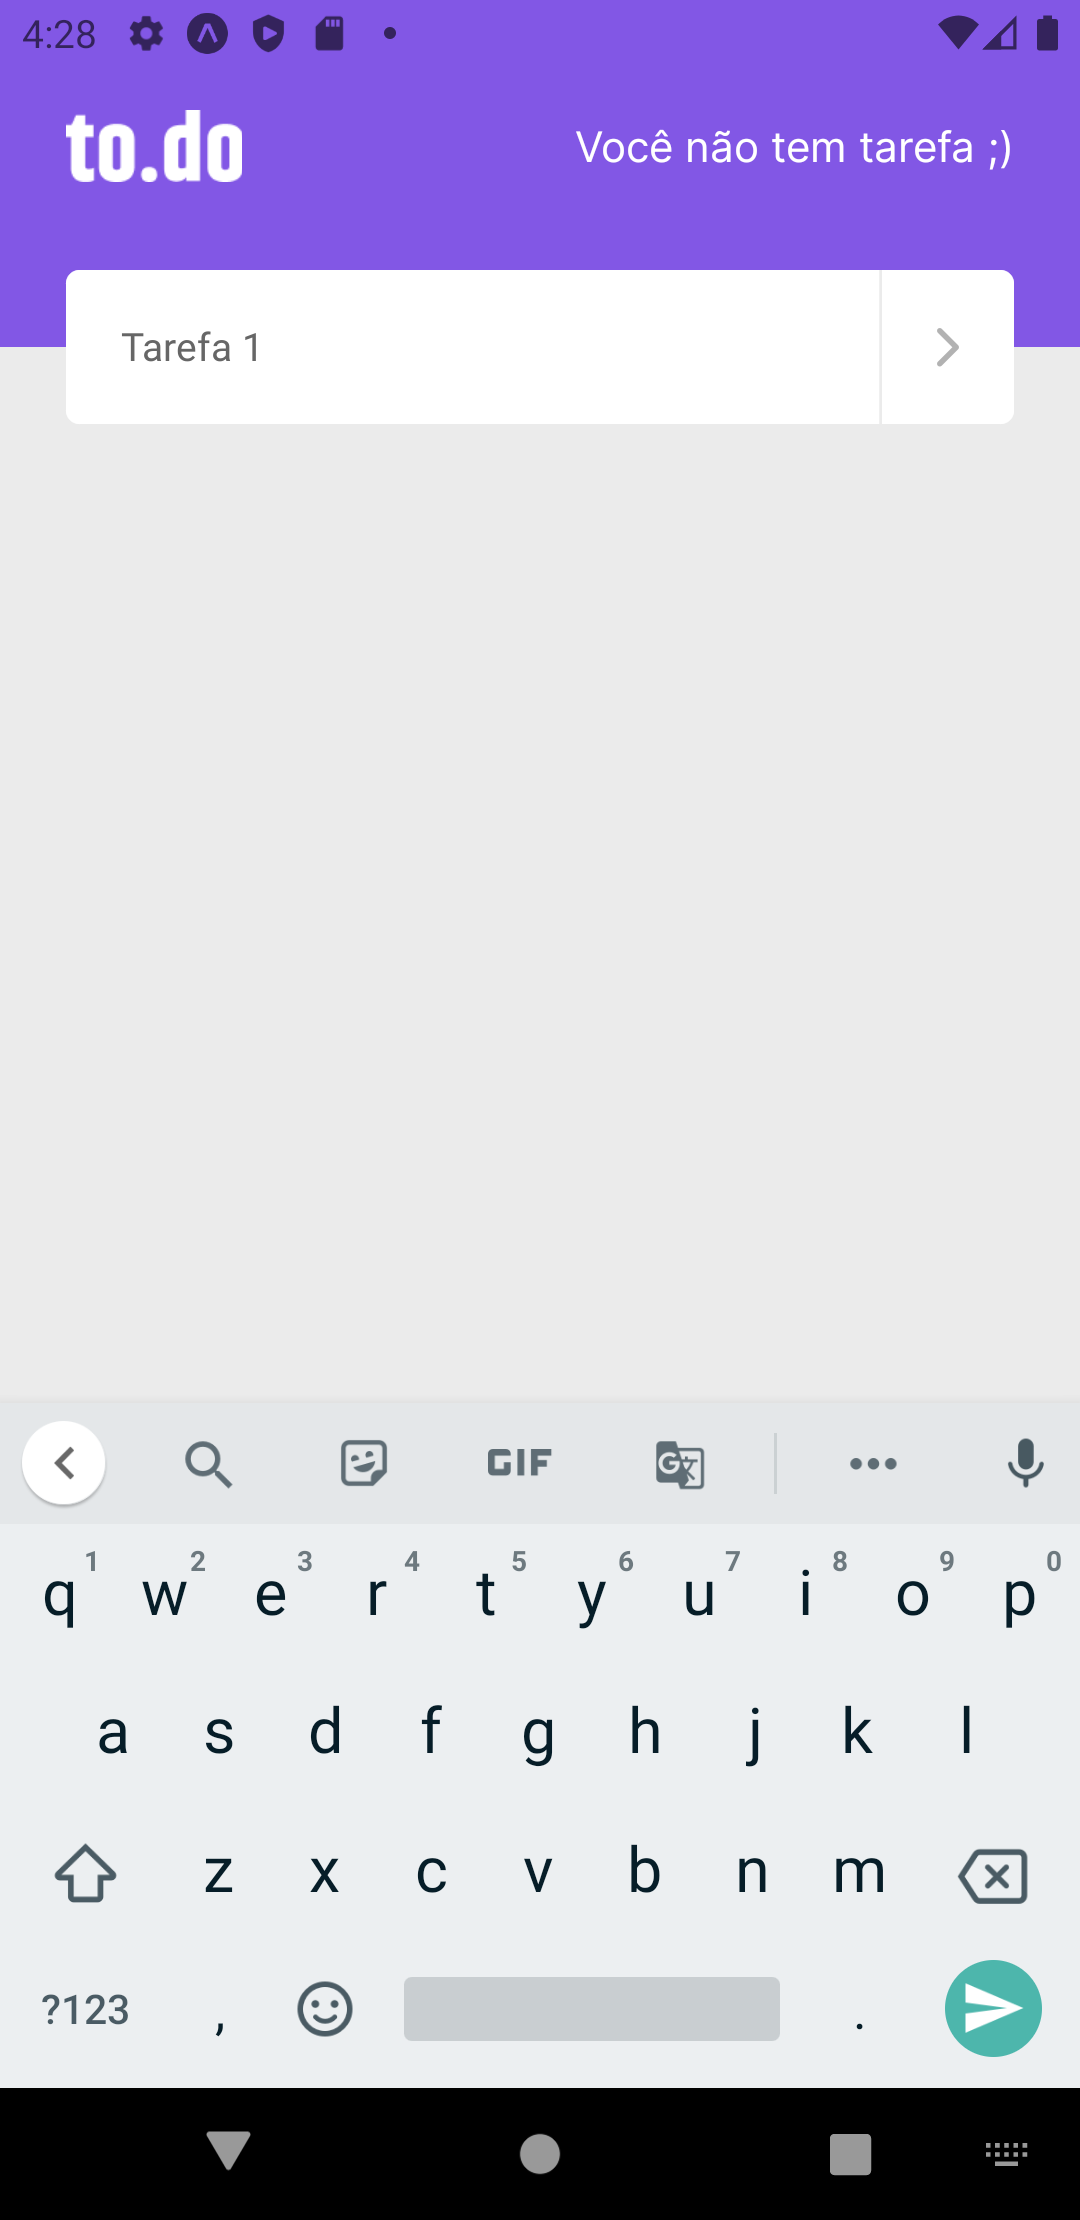 4:28
to.do
Você não tem tarefa ;)
Tarefa 1
GIF
G
1 2 3 4 5 6 7 8 9 0
q w e r t y u i o p
a s d f g h j k l
z x c v b n m
?123 , .